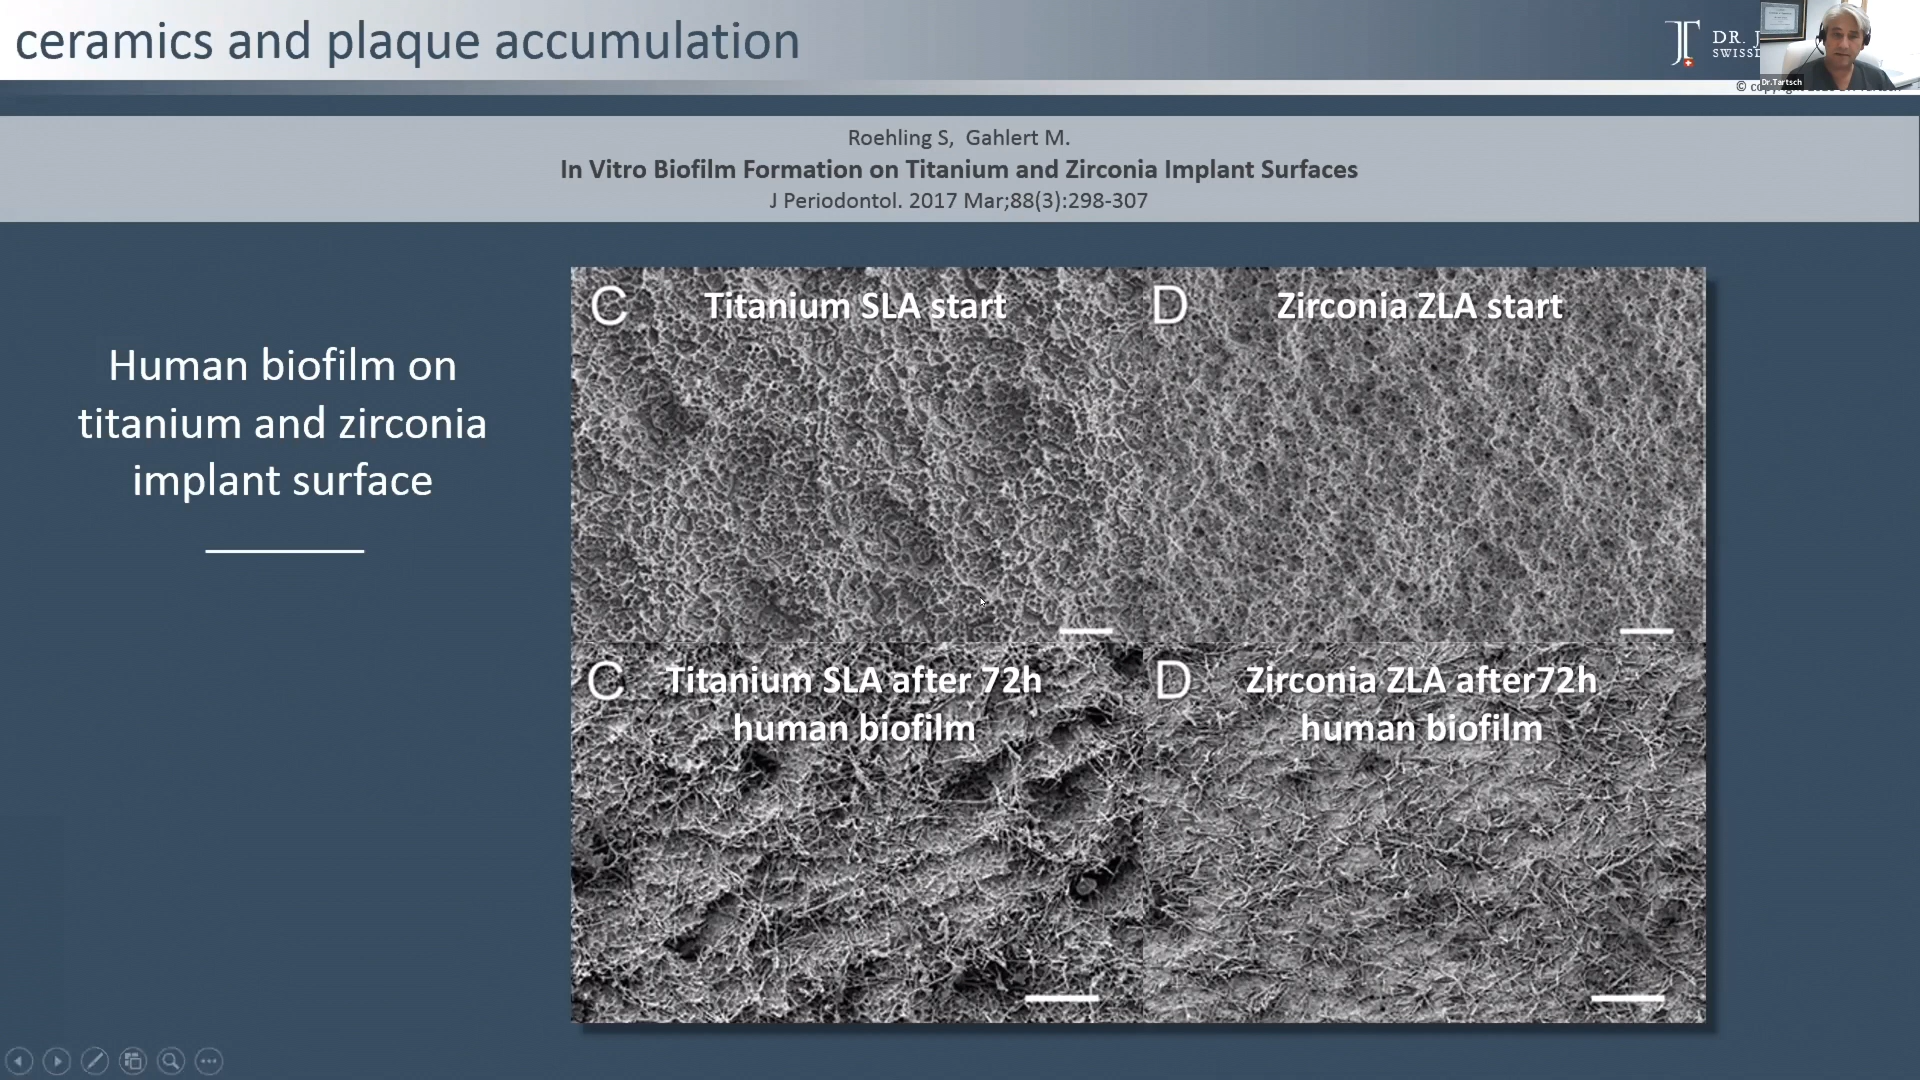 ceramics and plaque accumulation
DR. J
SWISS
Dr.Tartsch
Roehling S, Gahlert M.
In Vitro Biofilm Formation on Titanium and Zirconia Implant Surfaces
J Periodontol. 2017 Mar;88(3):298-307
Human biofilm on
titanium and zirconia
implant surface
C Titanium SLA start
D Zirconia ZLA start
C Titanium SLA after 72h
human biofilm
D Zirconia ZLA after72h
human biofilm